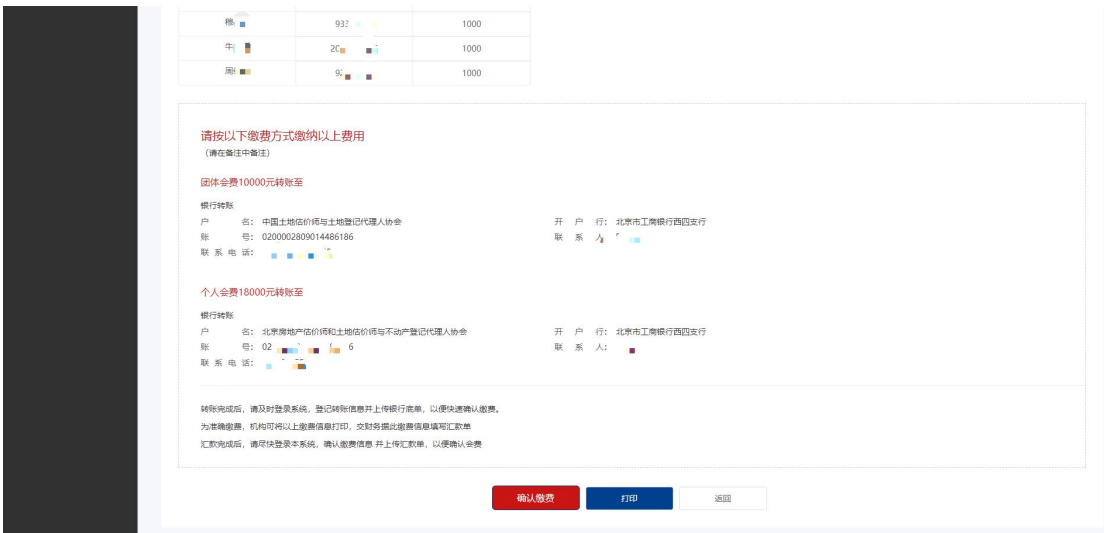 穆 933 1000
牛 20 1000
周 9 1000
请按以下缴费方式缴纳以上费用
（请在备注中备注）
团体会费10000元转账至
银行转账
户 名： 中国土地估价师与土地登记代理人协会 开 户 行： 北京市工商银行西四支行
账 号： 0200002809014486186 联 系 人
联 系 电 话：
个人会费18000元转账至
银行转账
户 名： 北京房地产估价师和土地估价师与不动产登记代理人协会 开 户 行： 北京市工商银行西四支行
账 号： 02 6 联 系 人：
联 系 电 话：
转账完成后，请及时登录系统，登记转账信息并上传银行底单，以便快速确认缴费。
为准确缴费，机构可将以上缴费信息打印，交财务据此缴费信息填写汇款单
汇款完成后，请尽快登录本系统，确认缴费信息 并上传汇款单，以便确认会费
确认缴费 打印 返回